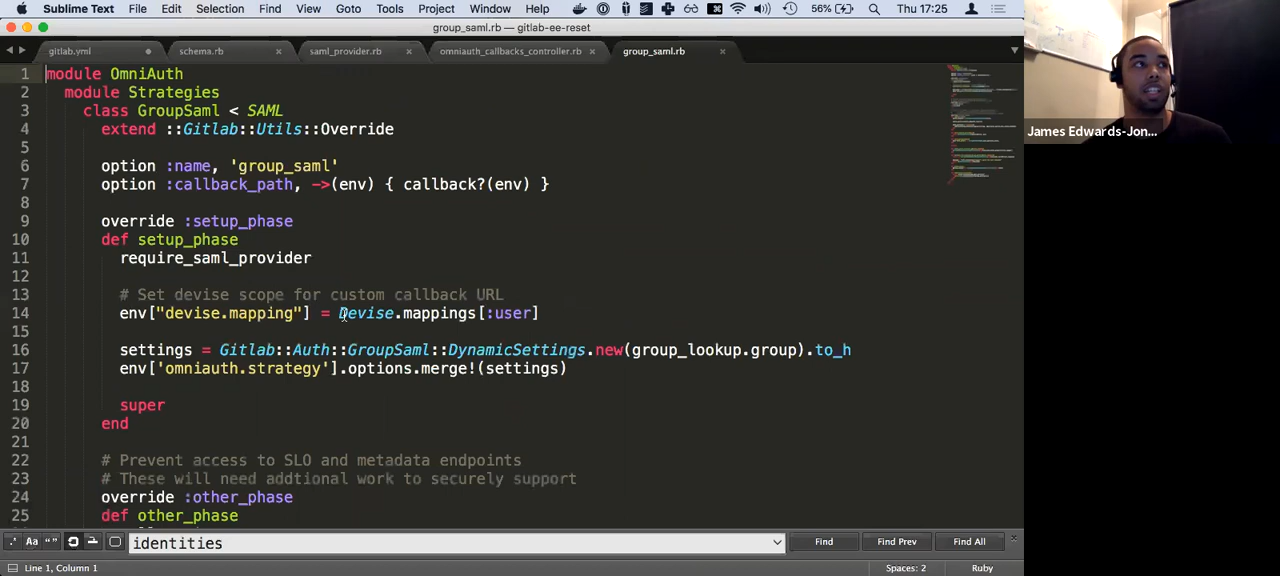 Sublime Text File Edit Selection Find View Goto Tools Project Window Help 56% Thu 17:25
group_saml.rb — gitlab-ee-reset
gitlab.yml schema.rb saml_provider.rb omniauth_callbacks_controller.rb group_saml.rb
1 module OmniAuth
2 module Strategies
3 class GroupSaml < SAML
4 extend ::Gitlab::Utils::Override
5
6 option :name, 'group_saml'
7 option :callback_path, ->(env) { callback?(env) }
8
9 override :setup_phase
10 def setup_phase
11 require_saml_provider
12
13 # Set devise scope for custom callback URL
14 env["devise.mapping"] = Devise.mappings[:user]
15
16 settings = Gitlab::Auth::GroupSaml::DynamicSettings.new(group_lookup.group).to_h
17 env['omniauth.strategy'].options.merge!(settings)
18
19 super
20 end
21
22 # Prevent access to SLO and metadata endpoints
23 # These will need addtional work to securely support
24 override :other_phase
25 def other_phase
.* Aa “” identities Find Find Prev Find All
Line 1, Column 1 Spaces: 2 Ruby
James Edwards-Jon...